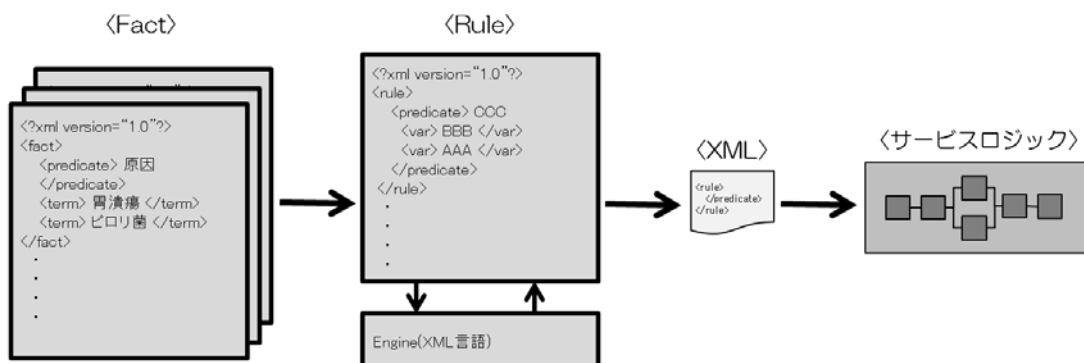 〈Fact〉
<?xml version=“1.0”?>
<fact>
<predicate> 原因
</predicate>
<term> 胃潰瘍 </term>
<term> ピロリ菌 </term>
</fact>
・
・
・
・
〈Rule〉
<?xml version=“1.0”?>
<rule>
<predicate> CCC
<var> BBB </var>
<var> AAA </var>
</predicate>
</rule>
・
・
・
・
Engine(XML言語)
〈XML〉
<rule>
</predicate>
</rule>
〈サービスロジック〉